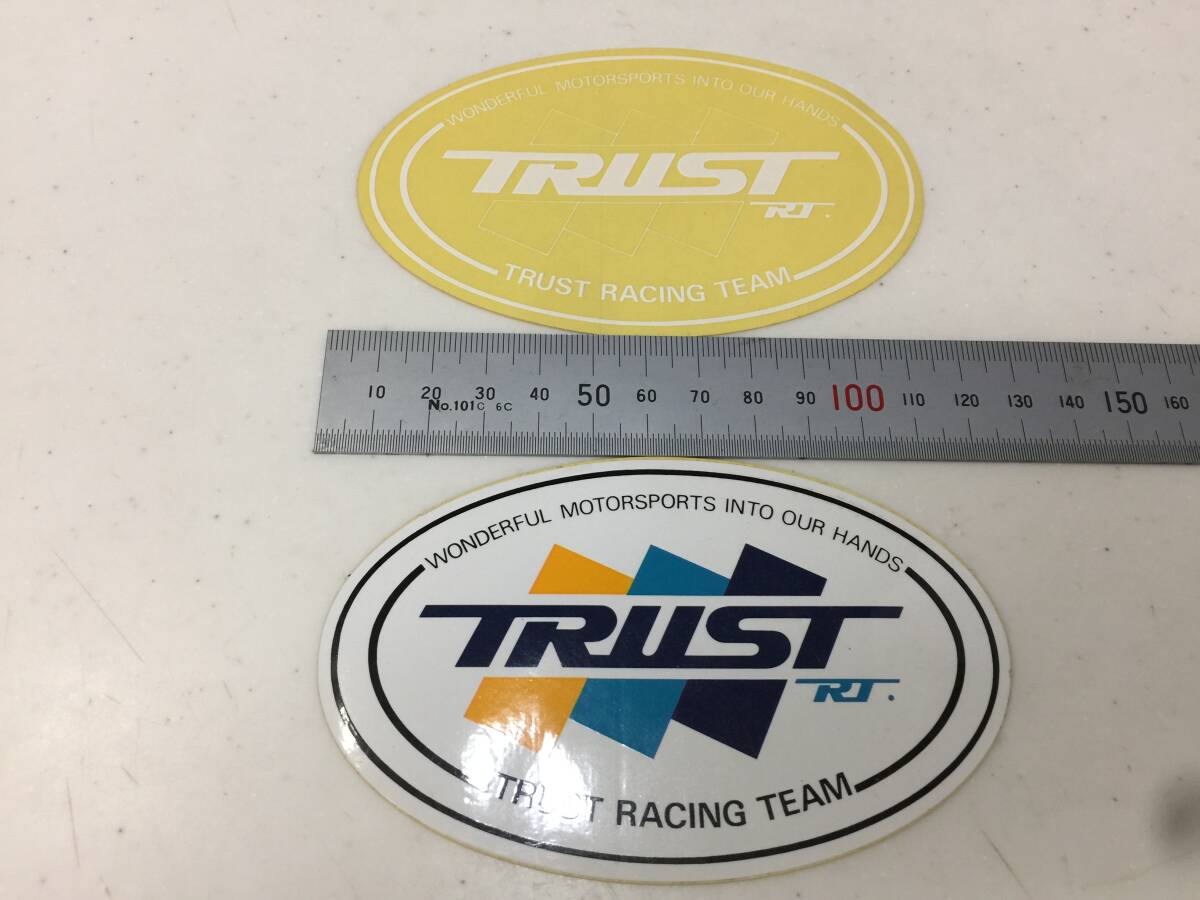 WONDERFUL MOTORSPORTS INTO OUR HANDS
TRUST
RT.
TRUST RACING TEAM
10 20 30 40 50 60 70 80 90 100 110 120 130 140 150 160
No.101C 6C
WONDERFUL MOTORSPORTS INTO OUR HANDS
TRUST
RT.
TRUST RACING TEAM